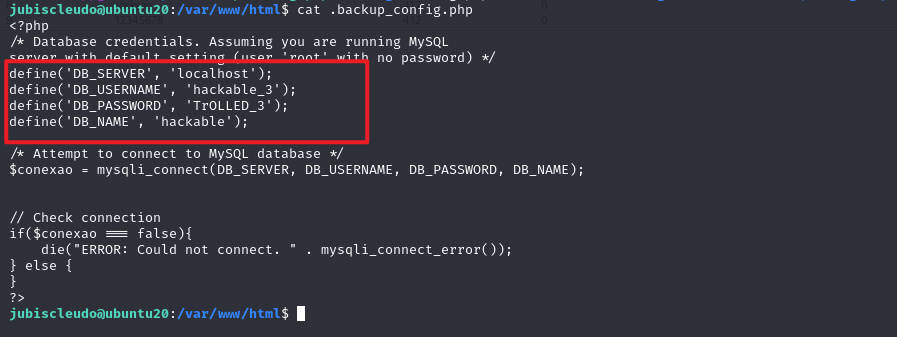 jubiscleudo@ubuntu20:/var/www/html$ cat .backup_config.php
<?php
/* Database credentials. Assuming you are running MySQL
server with default setting (user 'root' with no password) */
define('DB_SERVER', 'localhost');
define('DB_USERNAME', 'hackable_3');
define('DB_PASSWORD', 'TrOLLED_3');
define('DB_NAME', 'hackable');
/* Attempt to connect to MySQL database */
$conexao = mysqli_connect(DB_SERVER, DB_USERNAME, DB_PASSWORD, DB_NAME);
// Check connection
if($conexao === false){
die("ERROR: Could not connect. " . mysqli_connect_error());
} else {
}
?>
jubiscleudo@ubuntu20:/var/www/html$